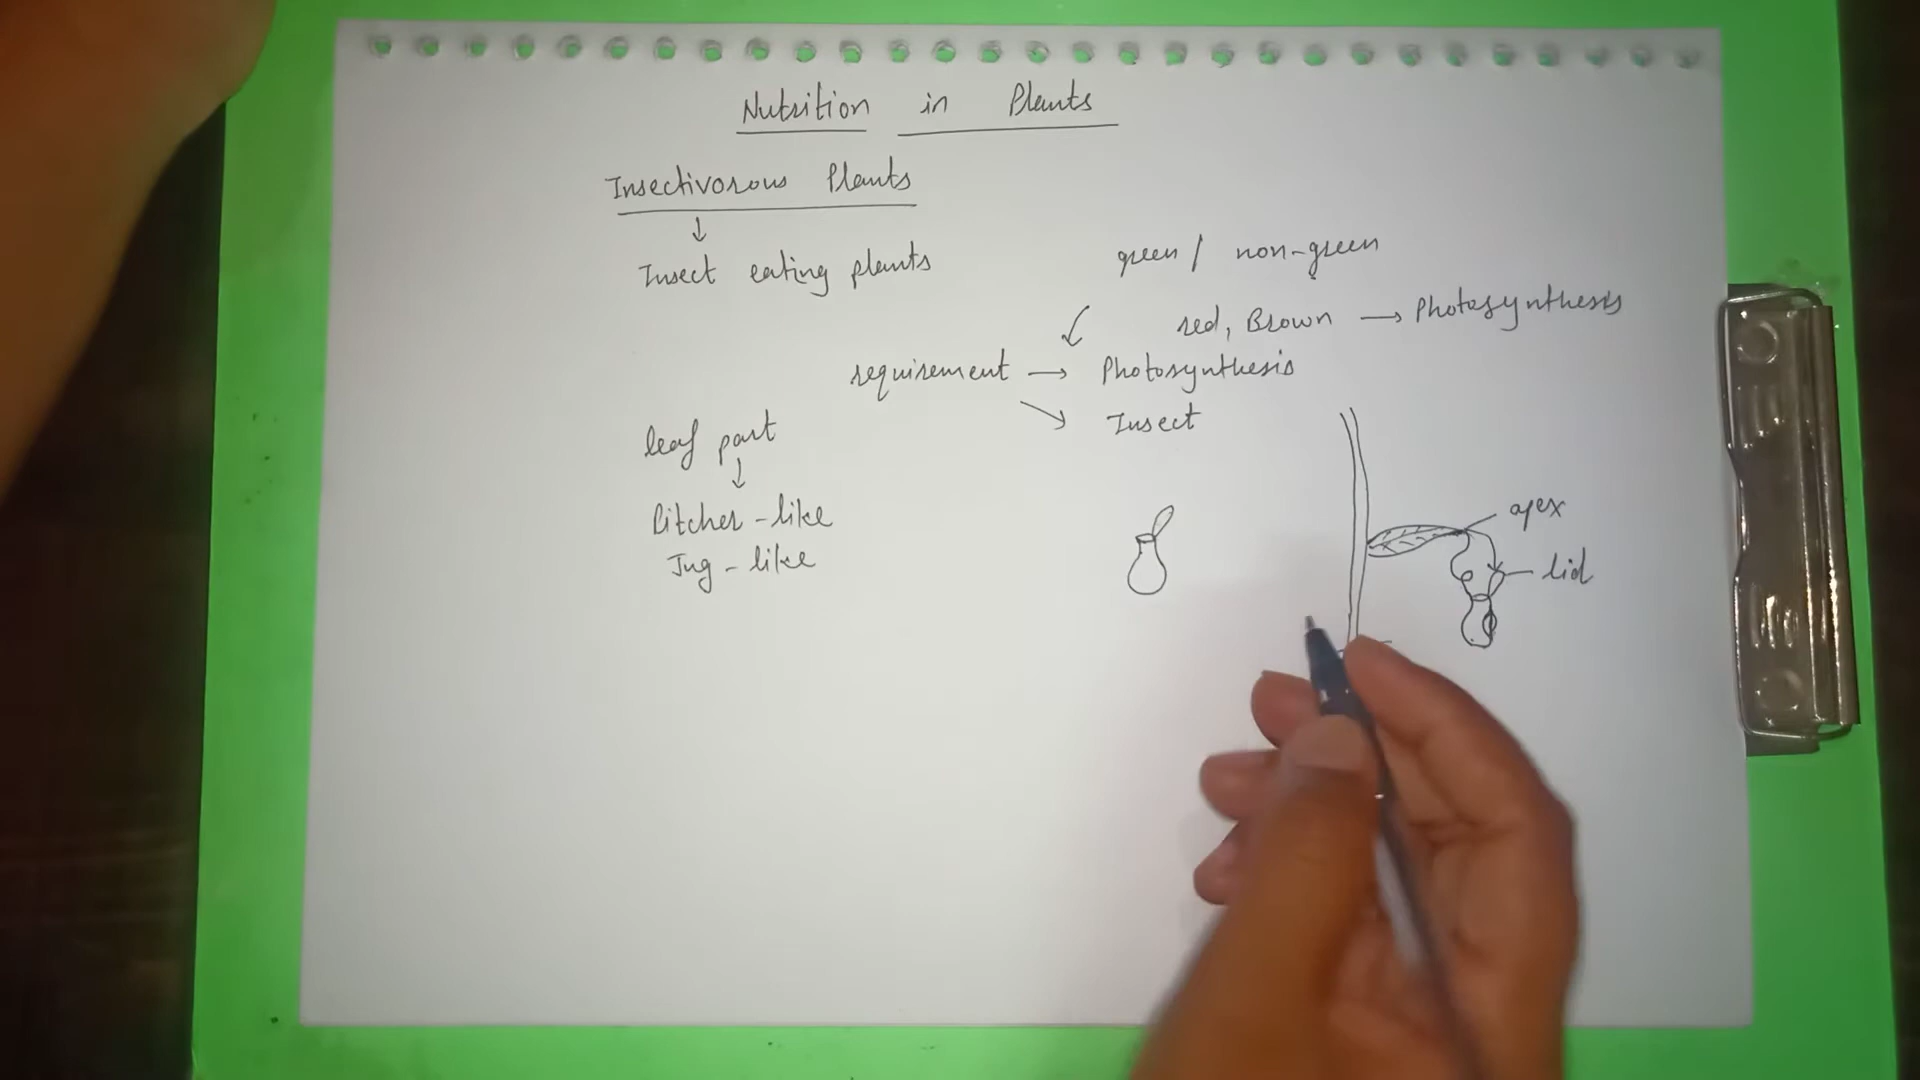 Nutrition in Plants
Insectivorous Plants
↓
Insect eating plants
green / non-green
red, Brown → Photosynthesis
requirement → Photosynthesis
Insect
leaf part
↓
Pitcher-like
Jug-like
apex
lid